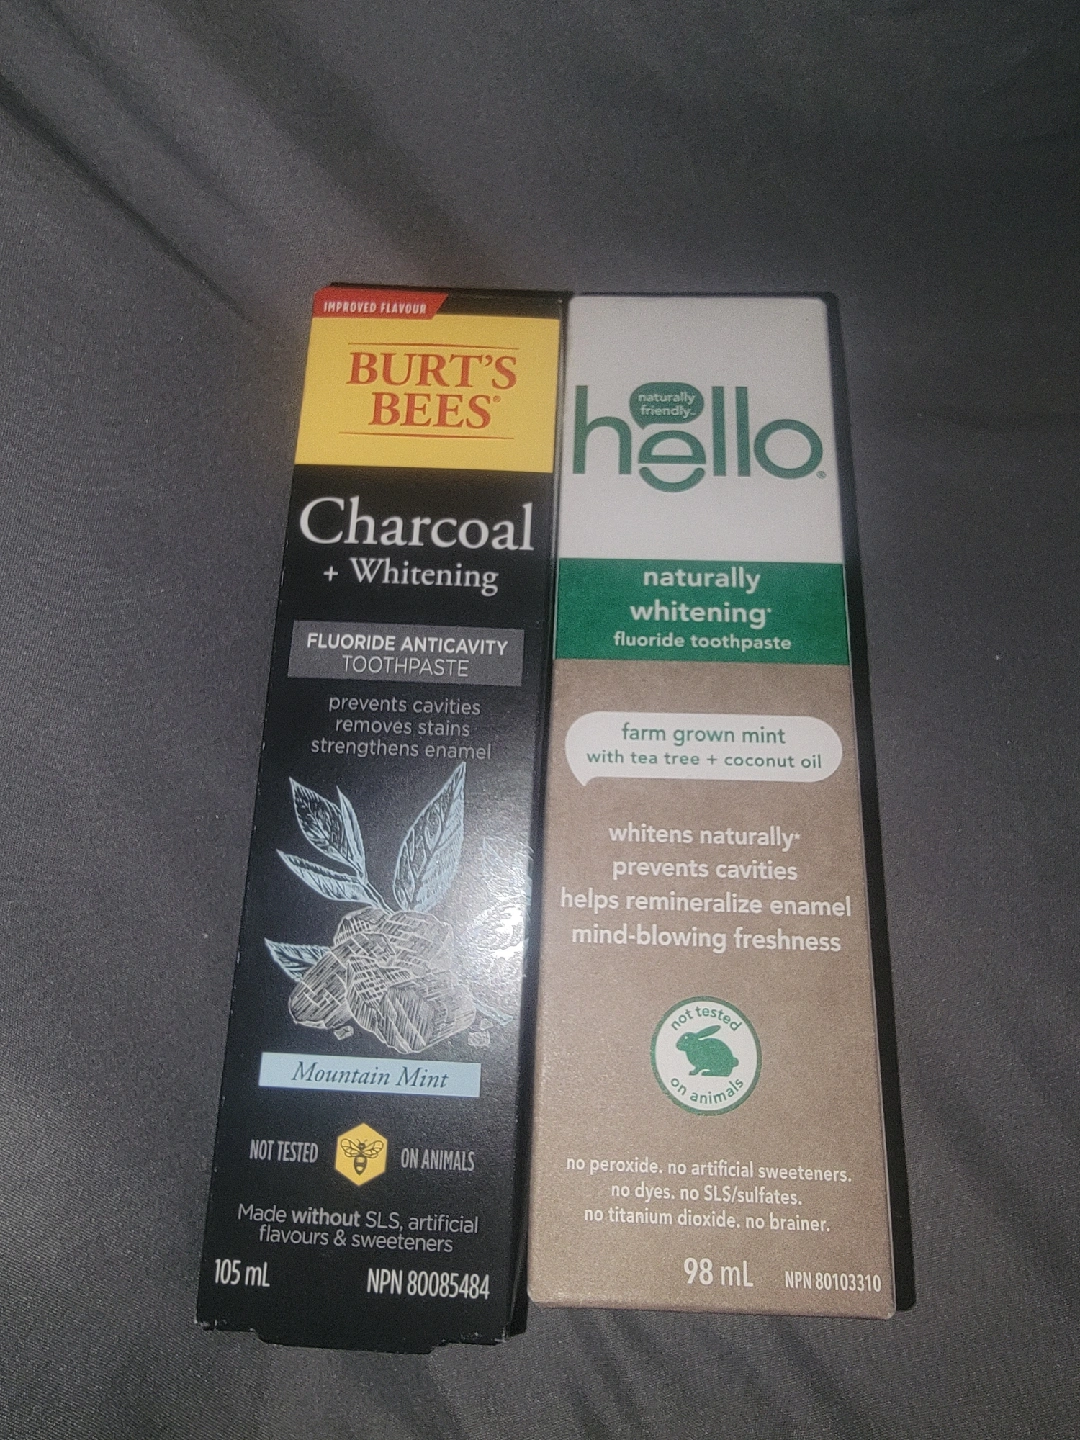 IMPROVED FLAVOUR
BURT'S
BEES®
Charcoal
+ Whitening
FLUORIDE ANTICAVITY
TOOTHPASTE
prevents cavities
removes stains
strengthens enamel
Mountain Mint
NOT TESTED ON ANIMALS
Made without SLS, artificial
flavours & sweeteners
105 mL NPN 80085484
naturally
friendly™
hello®
naturally
whitening*
fluoride toothpaste
farm grown mint
with tea tree + coconut oil
whitens naturally*
prevents cavities
helps remineralize enamel
mind-blowing freshness
not tested
on animals
no peroxide. no artificial sweeteners.
no dyes. no SLS/sulfates.
no titanium dioxide. no brainer.
98 mL NPN 80103310